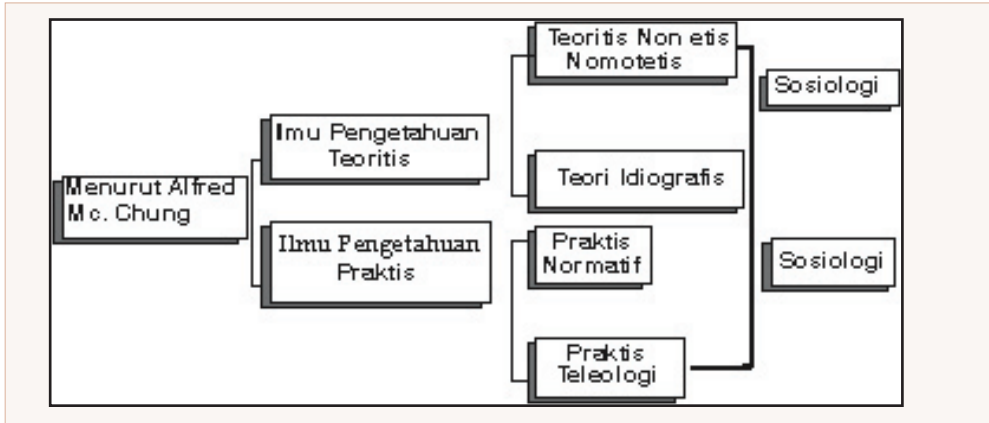 Menurut Alfred
Mc. Chung
Imu Pengetahuan
Teoritis
Ilmu Pengetahuan
Praktis
Teoritis Non etis
Nomotetis
Teori Idiografis
Praktis
Normatif
Praktis
Teleologi
Sosiologi
Sosiologi